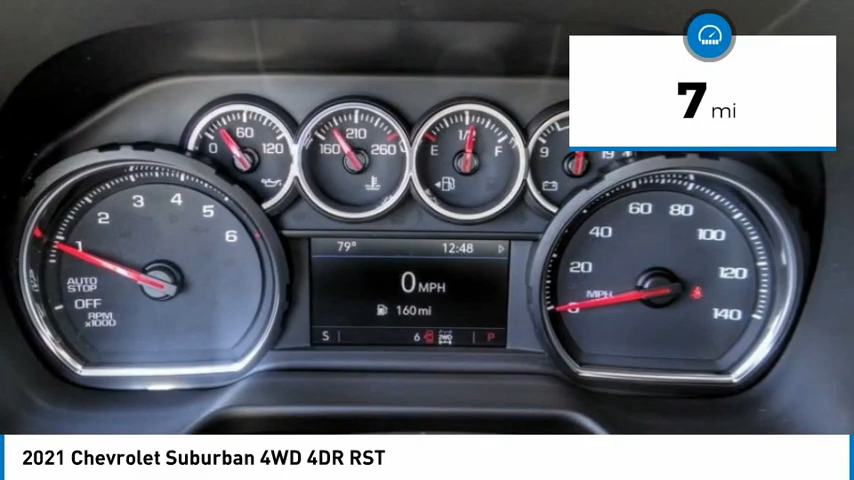 7 mi
0 60 120
160 210 260
E 1/2 F
9 19
1 2 3 4 5 6
AUTO
STOP
OFF
RPM
x1000
79° 12:48
0 MPH
160 mi
S 6 2WD P
0 20 40 60 80 100 120 140
MPH
2021 Chevrolet Suburban 4WD 4DR RST